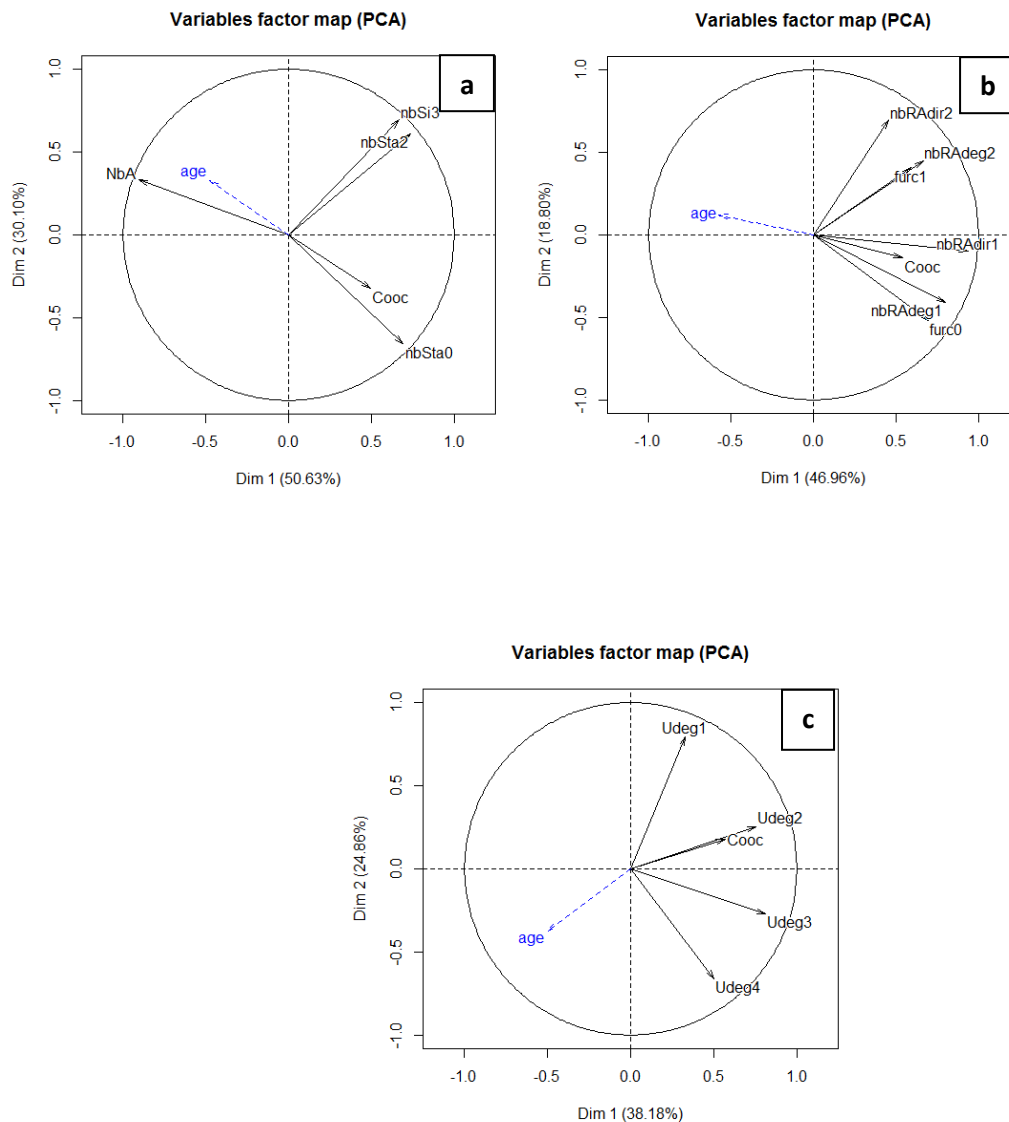 Variables factor map (PCA)
a
1.0
0.5
0.0
-0.5
-1.0
Dim 2 (30.10%)
nbSi3
nbSta2
NbA
age
Cooc
nbSta0
-1.0 -0.5 0.0 0.5 1.0
Dim 1 (50.63%)
Variables factor map (PCA)
b
1.0
0.5
0.0
-0.5
-1.0
Dim 2 (18.80%)
nbRAdir2
nbRAdeg2
furc1
age
nbRAdir1
Cooc
nbRAdeg1
furc0
-1.0 -0.5 0.0 0.5 1.0
Dim 1 (46.96%)
Variables factor map (PCA)
c
1.0
0.5
0.0
-0.5
-1.0
Dim 2 (24.86%)
Udeg1
Udeg2
Cooc
Udeg3
age
Udeg4
-1.0 -0.5 0.0 0.5 1.0
Dim 1 (38.18%)